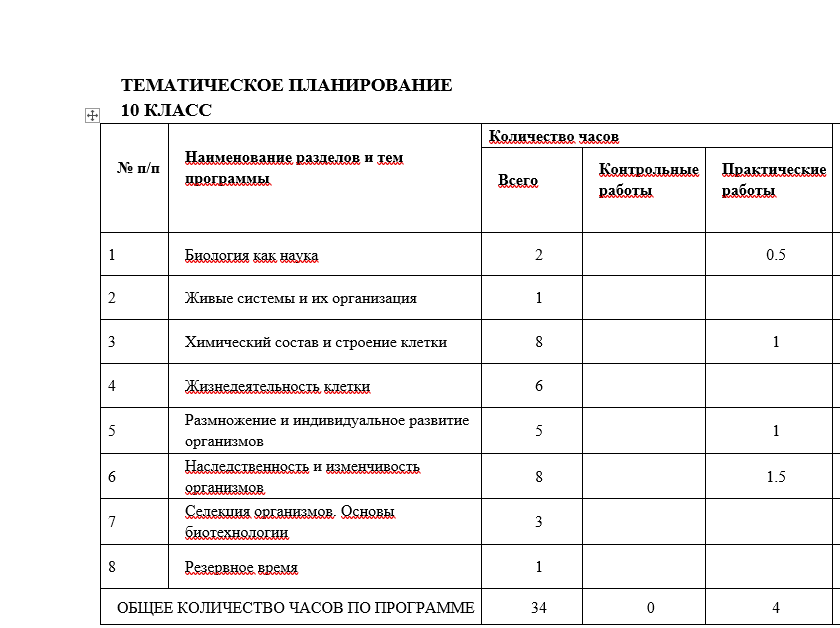 ТЕМАТИЧЕСКОЕ ПЛАНИРОВАНИЕ
10 КЛАСС
№ п/п
Наименование разделов и тем
программы
Количество часов
Всего
Контрольные
работы
Практические
работы
1 Биология как наука 2 0.5
2 Живые системы и их организация 1
3 Химический состав и строение клетки 8 1
4 Жизнедеятельность клетки 6
5 Размножение и индивидуальное развитие
организмов 5 1
6 Наследственность и изменчивость
организмов 8 1.5
7 Селекция организмов. Основы
биотехнологии 3
8 Резервное время 1
ОБЩЕЕ КОЛИЧЕСТВО ЧАСОВ ПО ПРОГРАММЕ 34 0 4